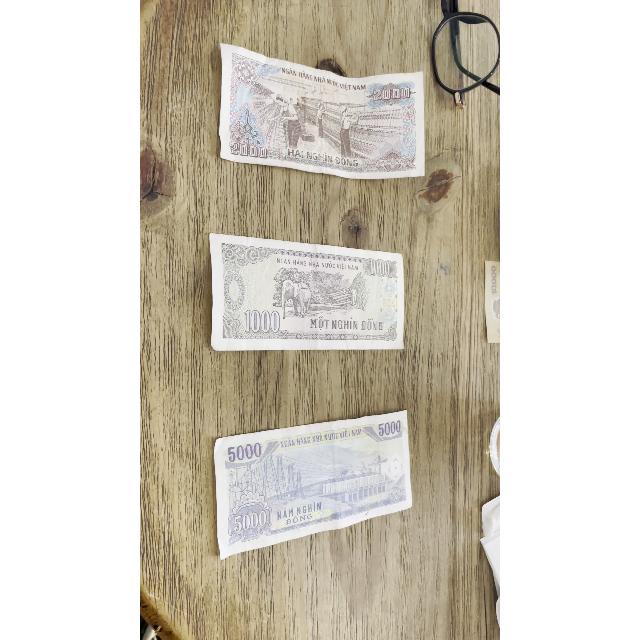 NGÂN HÀNG NHÀ NƯỚC VIỆT NAM
2000
2000
HAI NGHÌN ĐỒNG
NGÂN HÀNG NHÀ NƯỚC VIỆT NAM
1000
1000
MỘT NGHÌN ĐỒNG
5000
NGÂN HÀNG NHÀ NƯỚC VIỆT NAM
5000
5000
NĂM NGHÌN
ĐỒNG